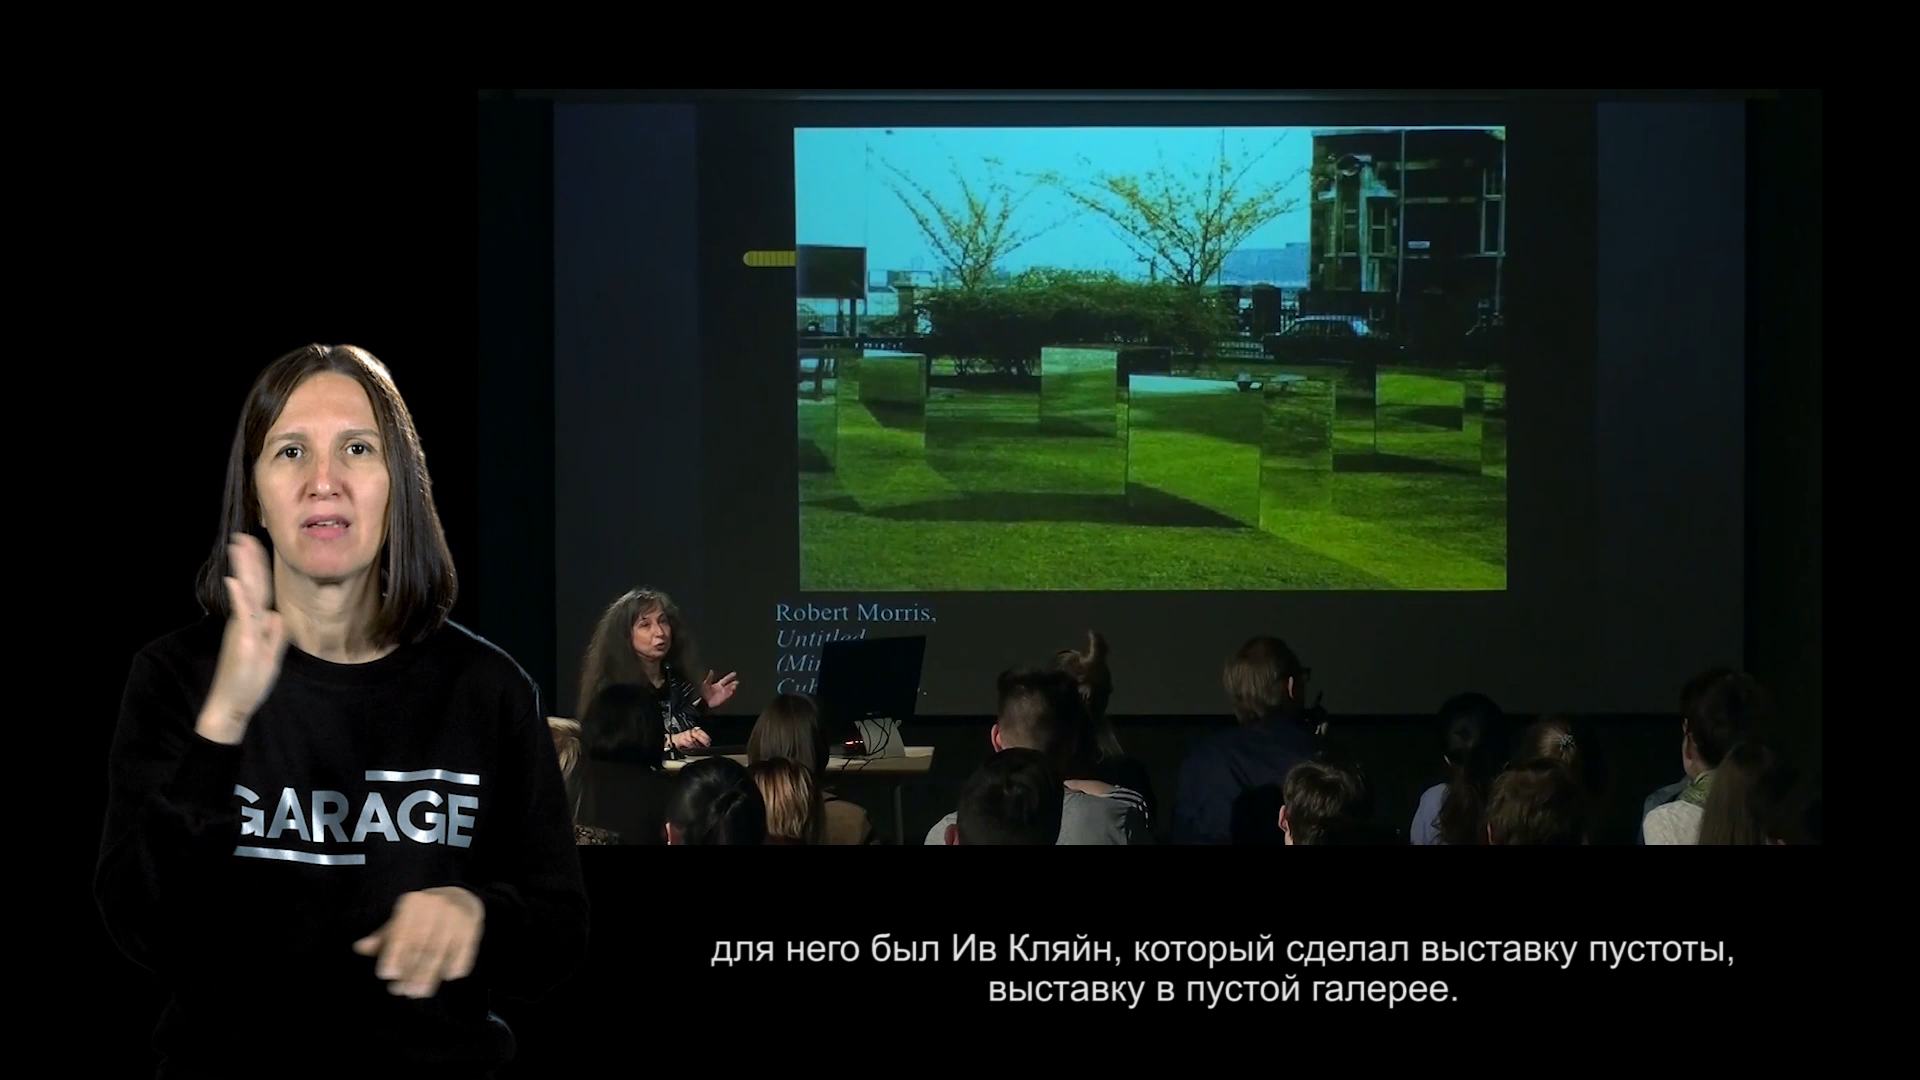 Robert Morris,
Untitled
GARAGE
для него был Ив Кляйн, который сделал выставку пустоты,
выставку в пустой галерее.